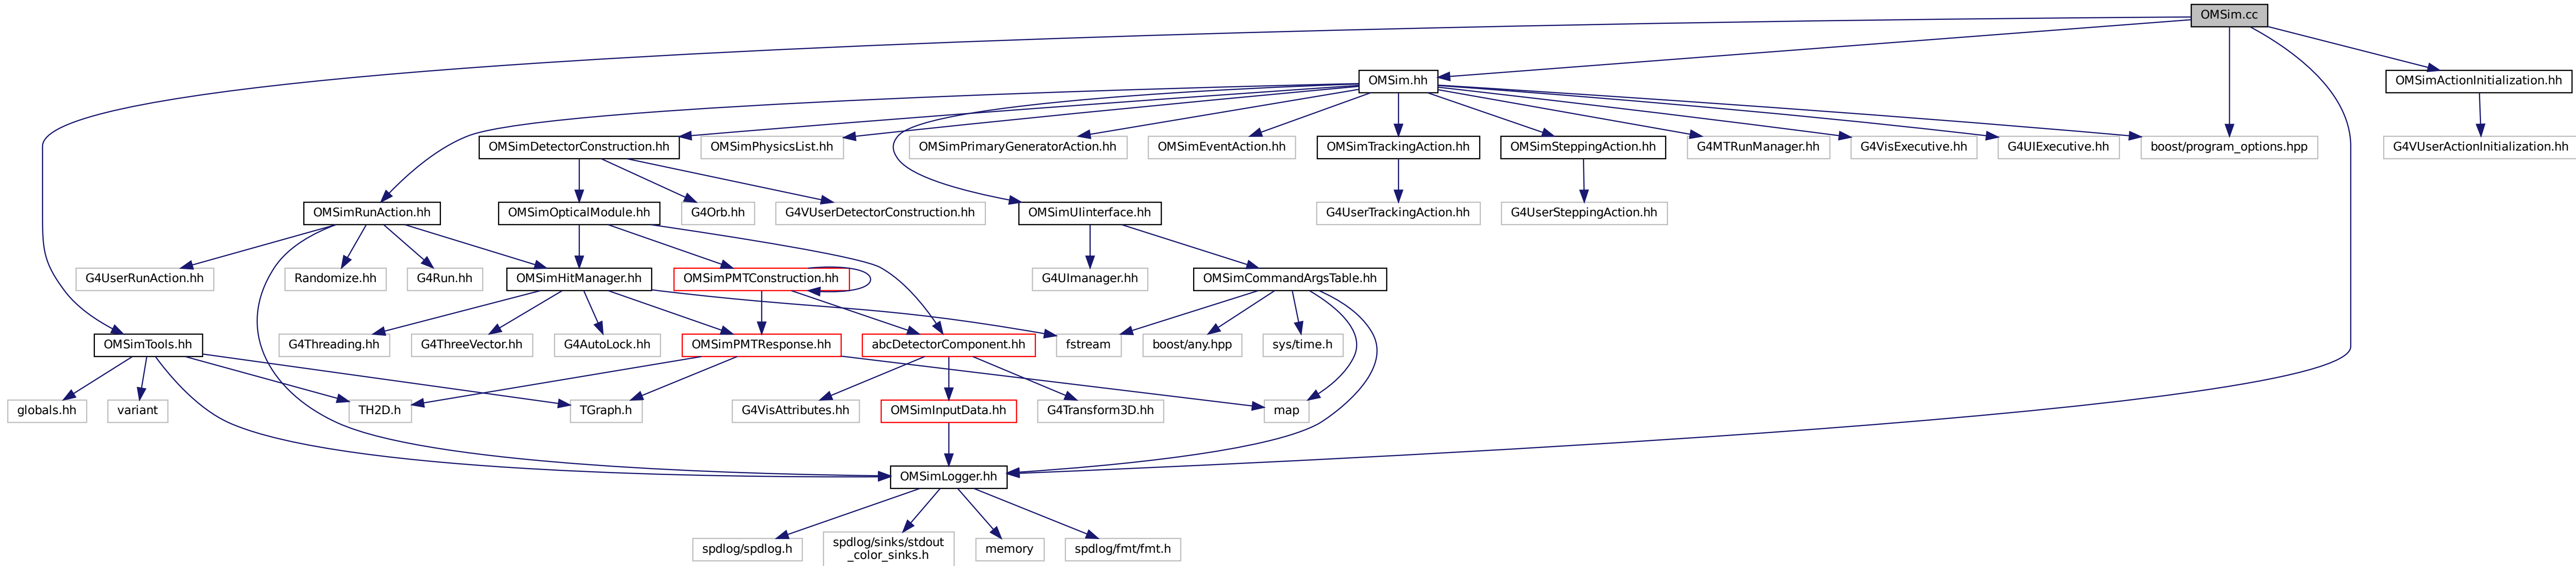 OMSim.cc
OMSim.hh
OMSimActionInitialization.hh
OMSimDetectorConstruction.hh
OMSimPhysicsList.hh
OMSimPrimaryGeneratorAction.hh
OMSimEventAction.hh
OMSimTrackingAction.hh
OMSimSteppingAction.hh
G4MTRunManager.hh
G4VisExecutive.hh
G4UIExecutive.hh
boost/program_options.hpp
G4VUserActionInitialization.hh
OMSimRunAction.hh
OMSimOpticalModule.hh
G4Orb.hh
G4VUserDetectorConstruction.hh
OMSimUIinterface.hh
G4UserTrackingAction.hh
G4UserSteppingAction.hh
G4UserRunAction.hh
Randomize.hh
G4Run.hh
OMSimHitManager.hh
OMSimPMTConstruction.hh
G4UImanager.hh
OMSimCommandArgsTable.hh
OMSimTools.hh
G4Threading.hh
G4ThreeVector.hh
G4AutoLock.hh
OMSimPMTResponse.hh
abcDetectorComponent.hh
fstream
boost/any.hpp
sys/time.h
globals.hh
variant
TH2D.h
TGraph.h
G4VisAttributes.hh
OMSimInputData.hh
G4Transform3D.hh
map
OMSimLogger.hh
spdlog/spdlog.h
spdlog/sinks/stdout
_color_sinks.h
memory
spdlog/fmt/fmt.h